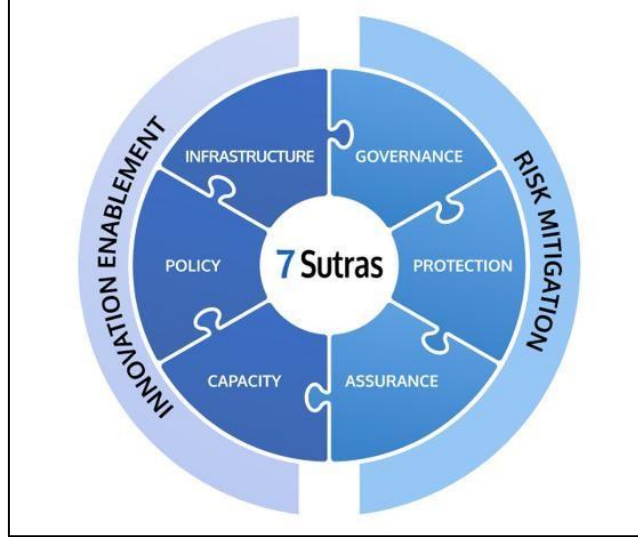 INNOVATION ENABLEMENT
RISK MITIGATION
INFRASTRUCTURE
GOVERNANCE
POLICY
7 Sutras
PROTECTION
CAPACITY
ASSURANCE